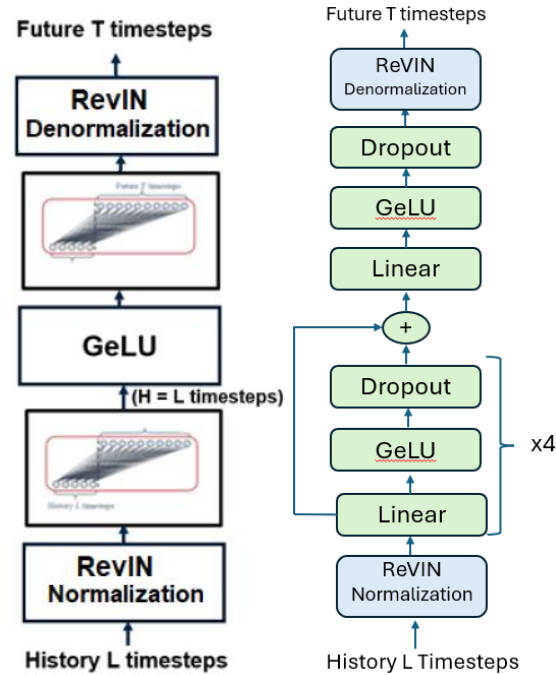 Future T timesteps
RevIN
Denormalization
Future T timesteps
GeLU
(H = L timesteps)
History L timesteps
RevIN
Normalization
History L timesteps
Future T timesteps
ReVIN
Denormalization
Dropout
GeLU
Linear
+
Dropout
GeLU
x4
Linear
ReVIN
Normalization
History L Timesteps